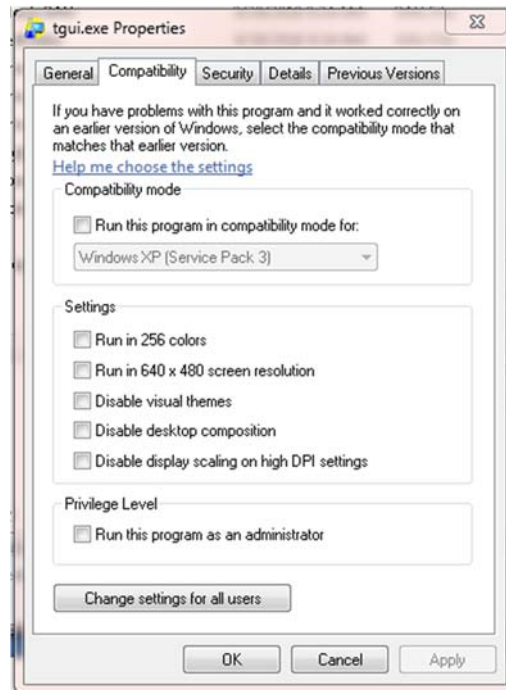 tgui.exe Properties
General
Compatibility
Security
Details
Previous Versions
If you have problems with this program and it worked correctly on
an earlier version of Windows, select the compatibility mode that
matches that earlier version.
Help me choose the settings
Compatibility mode
Run this program in compatibility mode for:
Windows XP (Service Pack 3)
Settings
Run in 256 colors
Run in 640 x 480 screen resolution
Disable visual themes
Disable desktop composition
Disable display scaling on high DPI settings
Privilege Level
Run this program as an administrator
Change settings for all users
OK
Cancel
Apply